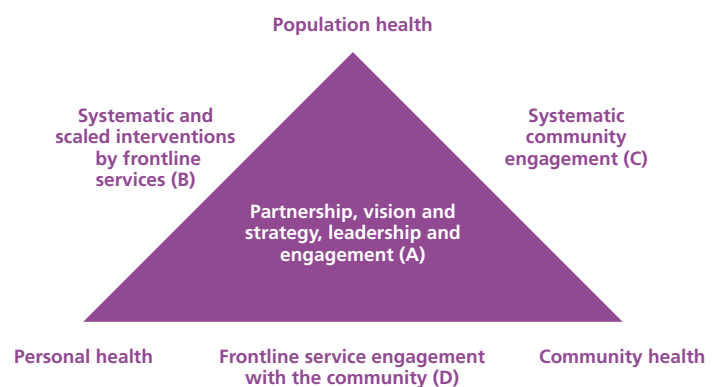 Population health
Systematic and
scaled interventions
by frontline
services (B)
Systematic
community
engagement (C)
Partnership, vision and
strategy, leadership and
engagement (A)
Personal health
Frontline service engagement
with the community (D)
Community health